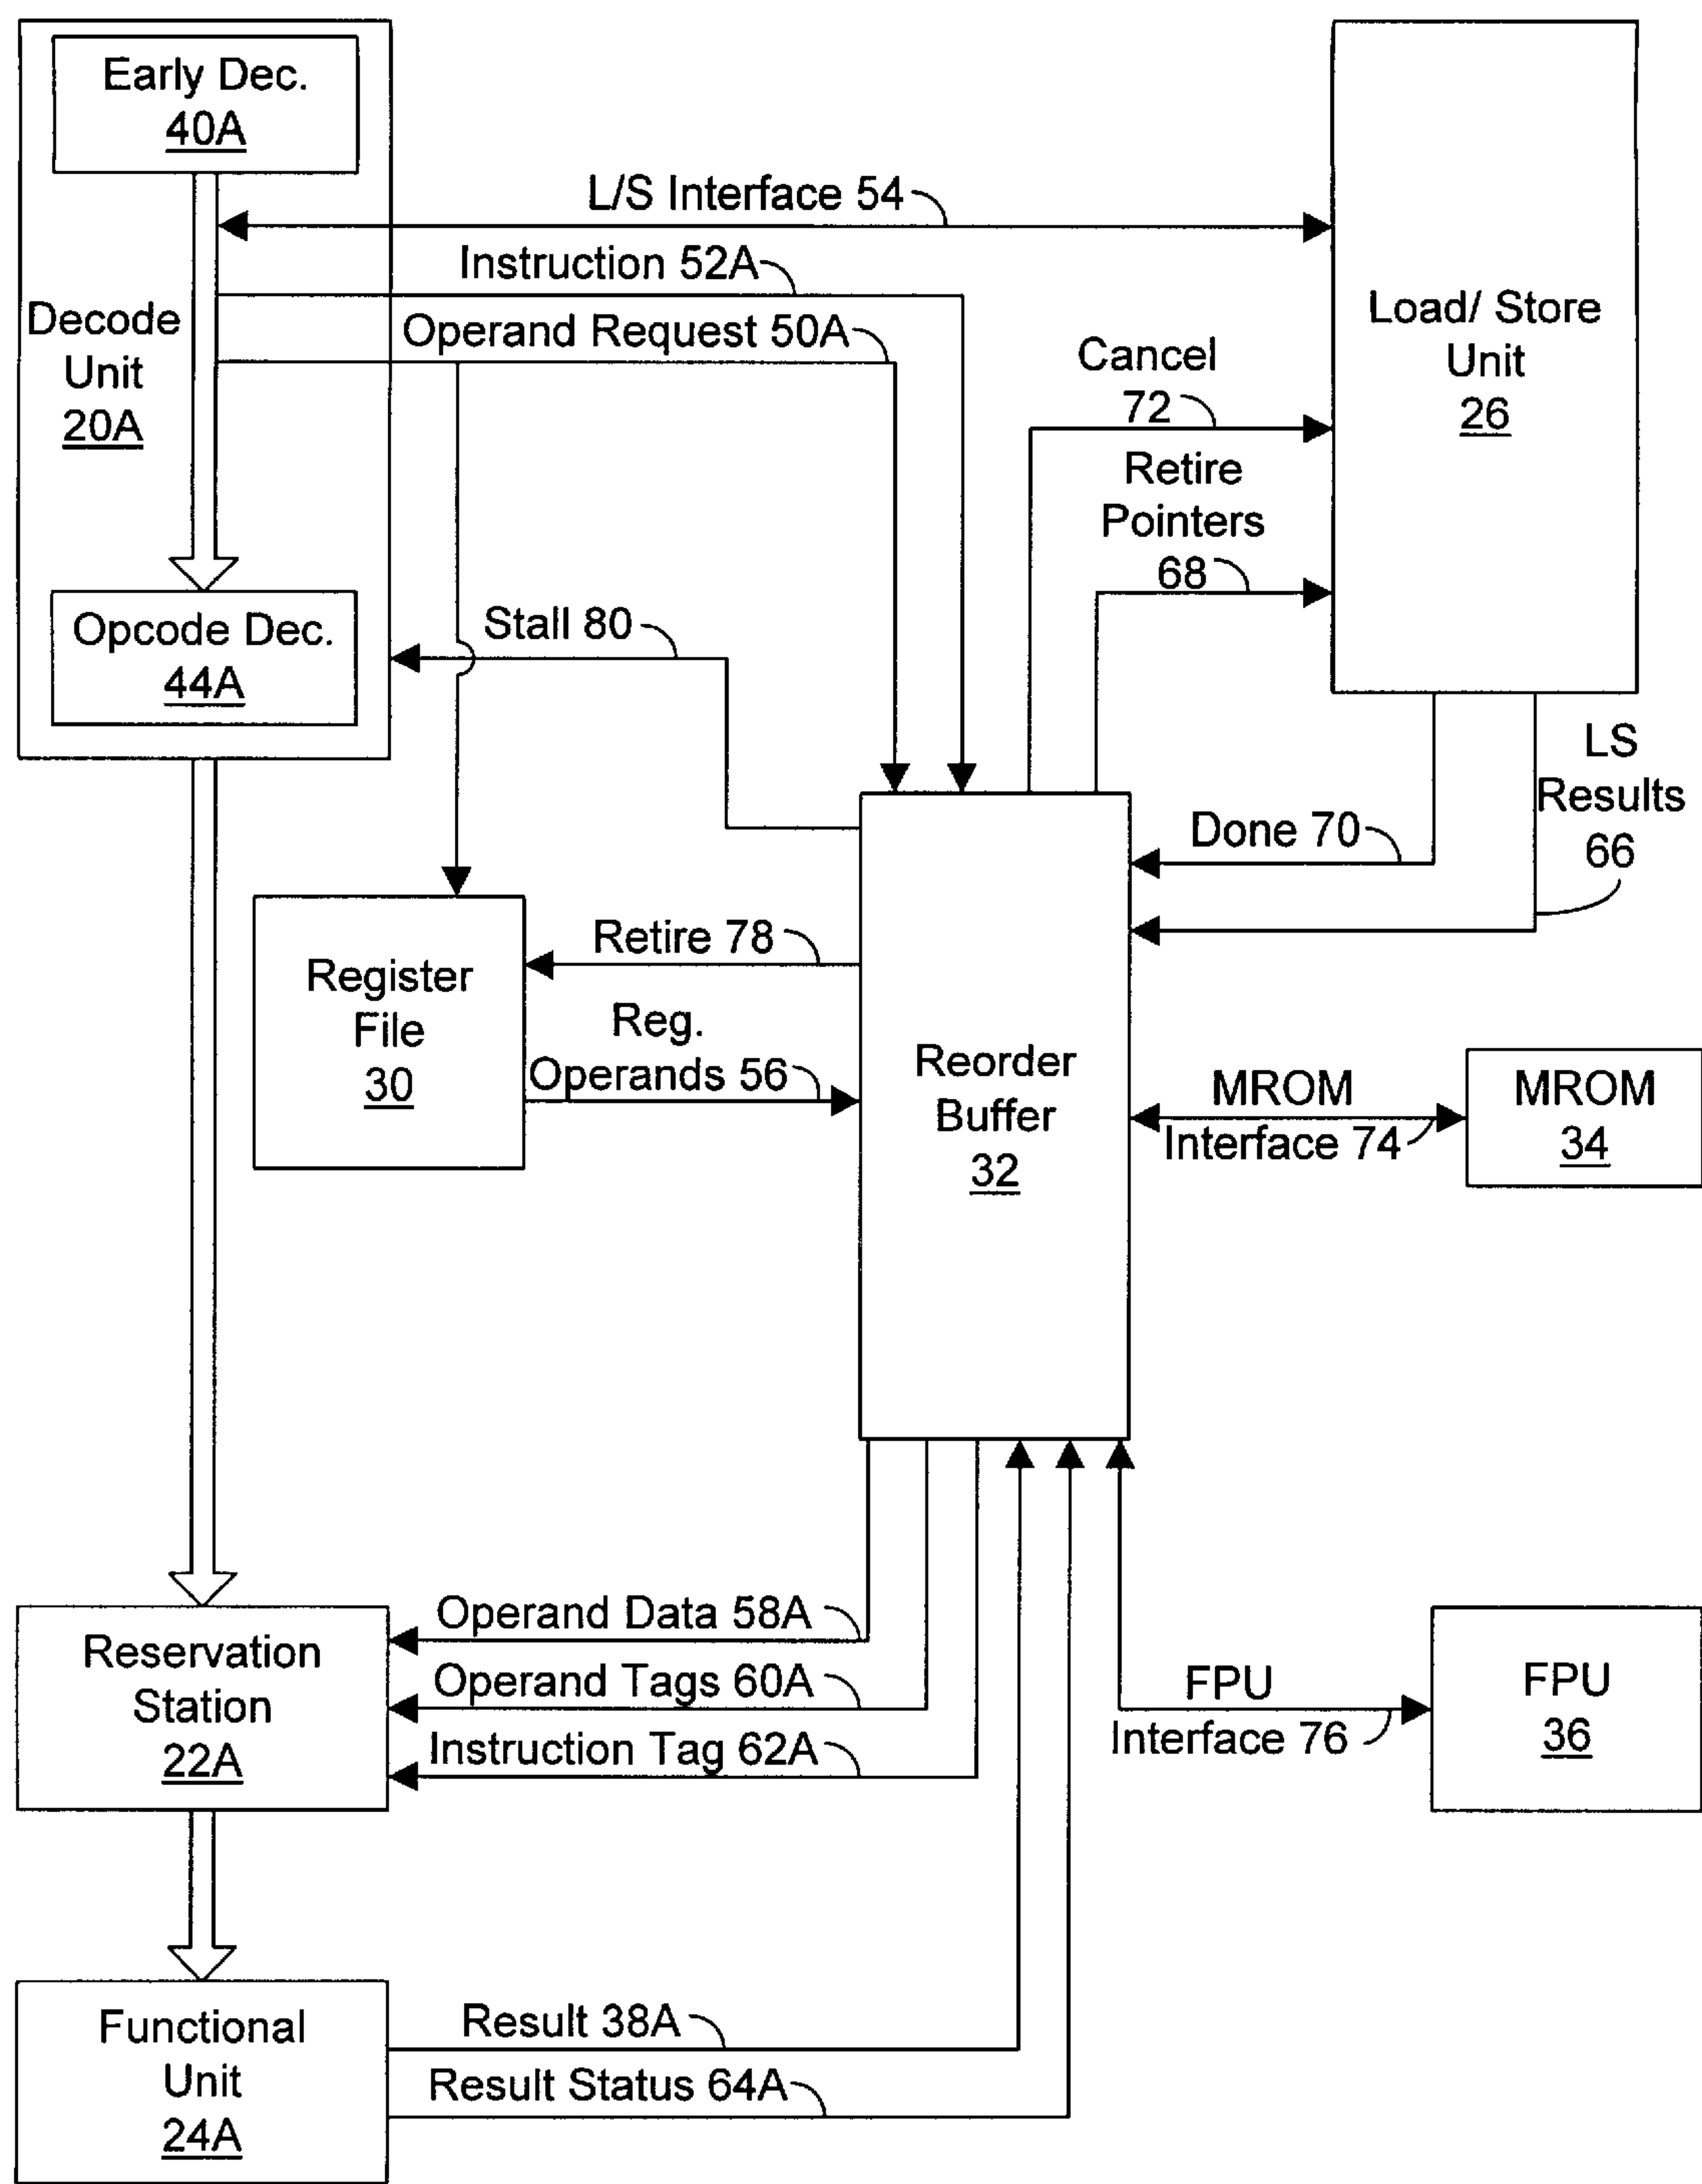 Early Dec.
40A
L/S Interface 54
Instruction 52A
Operand Request 50A
Decode
Unit
20A
Load/ Store
Unit
26
Cancel
72
Retire
Pointers
68
Opcode Dec.
44A
Stall 80
LS
Results
66
Done 70
Retire 78
Register
File
30
Reg.
Operands 56
Reorder
Buffer
32
MROM
Interface 74
MROM
34
Operand Data 58A
Operand Tags 60A
Instruction Tag 62A
Reservation
Station
22A
FPU
Interface 76
FPU
36
Result 38A
Result Status 64A
Functional
Unit
24A